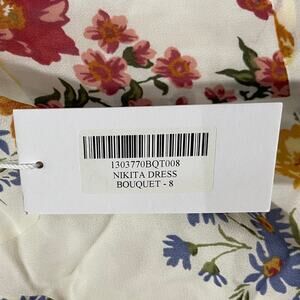 1303770BQT008
NIKITA DRESS
BOUQUET - 8